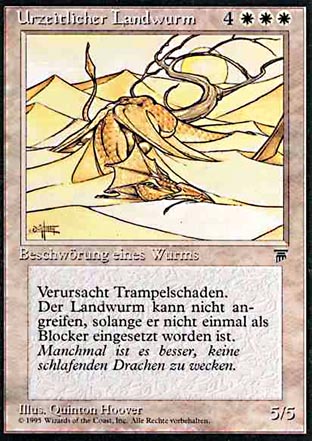 Urzeitlicher Landwurm 4
Beschwörung eines Wurms
Verursacht Trampelschaden.
Der Landwurm kann nicht an-
greifen, solange er nicht einmal als
Blocker eingesetzt worden ist.
Manchmal ist es besser, keine
schlafenden Drachen zu wecken.
Illus. Quinton Hoover
5/5
© 1995 Wizards of the Coast, Inc. Alle Rechte vorbehalten.